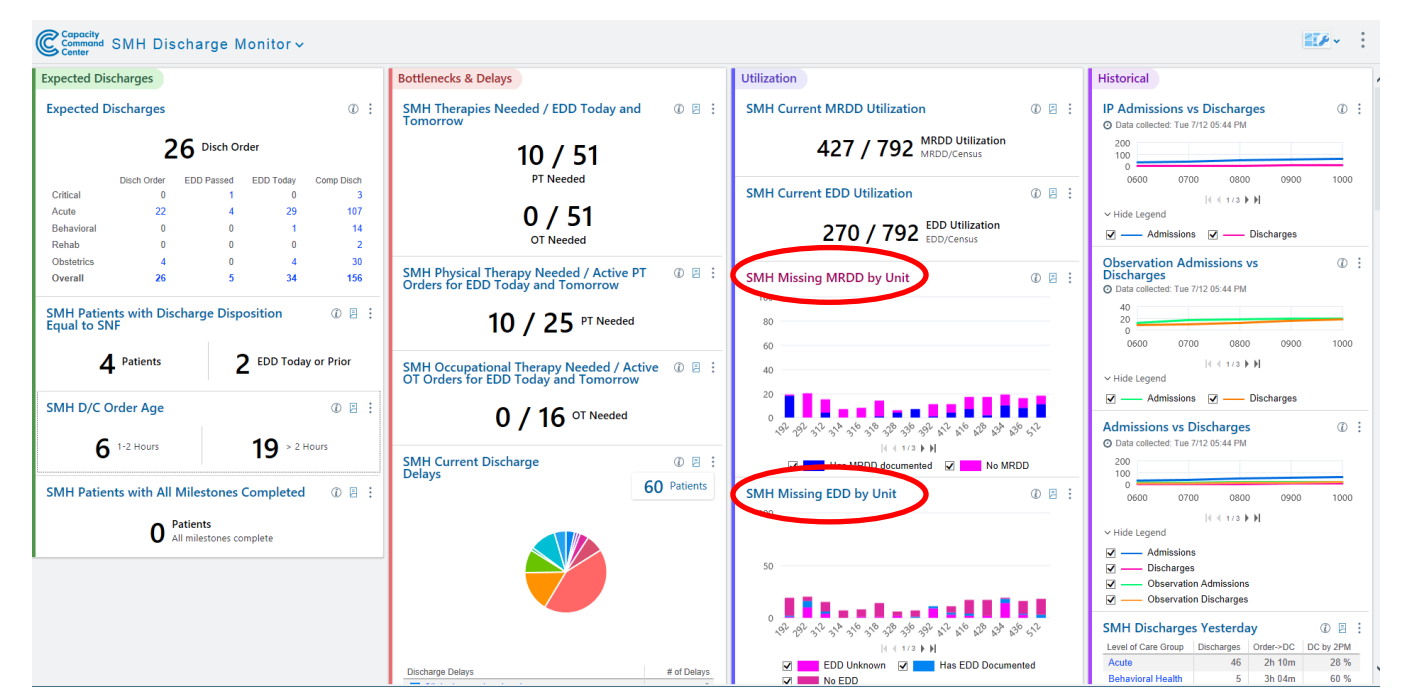 Capacity
Command
Center
SMH Discharge Monitor
Expected Discharges
Expected Discharges
26 Disch Order
Disch Order EDD Passed EDD Today Comp Disch
Critical 0 1 0 3
Acute 22 4 29 107
Behavioral 0 0 1 14
Rehab 0 0 0 2
Obstetrics 4 0 4 30
Overall 26 5 34 156
SMH Patients with Discharge Disposition
Equal to SNF
4 Patients 2 EDD Today or Prior
SMH D/C Order Age
6 1-2 Hours 19 > 2 Hours
SMH Patients with All Milestones Completed
0 Patients
All milestones complete
Bottlenecks & Delays
SMH Therapies Needed / EDD Today and
Tomorrow
10 / 51
PT Needed
0 / 51
OT Needed
SMH Physical Therapy Needed / Active PT
Orders for EDD Today and Tomorrow
10 / 25 PT Needed
SMH Occupational Therapy Needed / Active
OT Orders for EDD Today and Tomorrow
0 / 16 OT Needed
SMH Current Discharge
Delays
60 Patients
Discharge Delays # of Delays
Utilization
SMH Current MRDD Utilization
427 / 792 MRDD Utilization
MRDD/Census
SMH Current EDD Utilization
270 / 792 EDD Utilization
EDD/Census
SMH Missing MRDD by Unit
100
80
60
40
20
0
192 292 312 314 316 318 328 336 392 412 416 428 434 436 512
1 / 3
Has MRDD documented No MRDD
SMH Missing EDD by Unit
100
50
0
192 292 312 314 316 318 328 336 392 412 416 428 434 436 512
1 / 3
EDD Unknown Has EDD Documented
No EDD
Historical
IP Admissions vs Discharges
Data collected: Tue 7/12 05:44 PM
200
100
0
0600 0700 0800 0900 1000
1 / 3
Hide Legend
Admissions Discharges
Observation Admissions vs
Discharges
Data collected: Tue 7/12 05:44 PM
40
20
0
0600 0700 0800 0900 1000
1 / 3
Hide Legend
Admissions Discharges
Admissions vs Discharges
Data collected: Tue 7/12 05:44 PM
200
100
0
0600 0700 0800 0900 1000
1 / 3
Hide Legend
Admissions
Discharges
Observation Admissions
Observation Discharges
SMH Discharges Yesterday
Level of Care Group Discharges Order->DC DC by 2PM
Acute 46 2h 10m 28 %
Behavioral Health 5 3h 04m 60 %